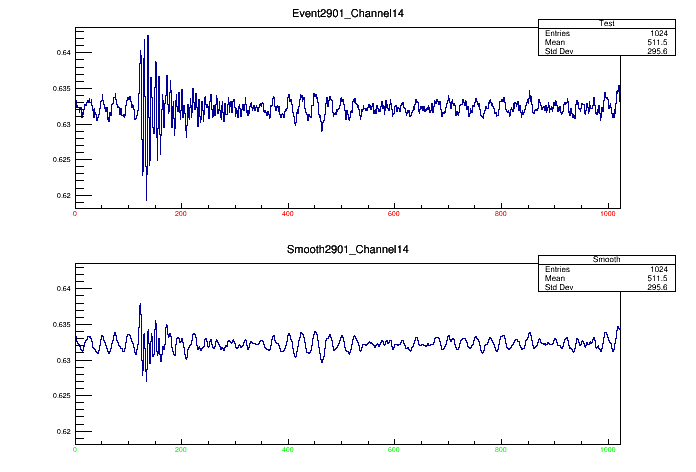 Event2901_Channel14
Test
Entries 1024
Mean 511.5
Std Dev 295.6
0.64
0.635
0.63
0.625
0.62
0 200 400 600 800 1000
Smooth2901_Channel14
Smooth
Entries 1024
Mean 511.5
Std Dev 295.6
0.64
0.635
0.63
0.625
0.62
0 200 400 600 800 1000